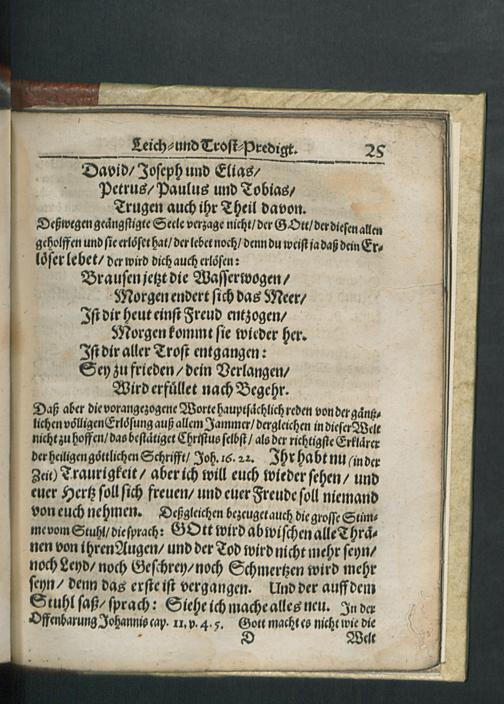 Leich-und Trost-Predigt. 25
David/ Joseph und Elias/
Petrus/ Paulus und Tobias/
Trugen auch ihr Theil davon.
Deßwegen geängstigte Seele verzage nicht/ der GOtt/ der diesen allen
geholffen und sie erlöset hat/ der lebet noch/ denn du weist ja daß dein Er-
löser lebet/ der wird dich auch erlösen:
Brausen jetzt die Wasserwogen/
Morgen endert sich das Meer/
Ist dir heut einst Freud entzogen/
Morgen kommt sie wieder her.
Ist dir aller Trost entgangen:
Sey zu frieden/ dein Verlangen/
Wird erfüllet nach Begehr.
Daß aber die vorangezogene Worte hauptsächlich reden von der gäntz-
lichen völligen Erlösung auß allem Jammer/ dergleichen in dieser Welt
nicht zu hoffen/ das bestätiget Christus selbst/ als der richtigste Erklärer
der heiligen göttlichen Schrifft/ Joh. 16. 22. Ihr habt nu (in der
Zeit) Traurigkeit/ aber ich will euch wieder sehen/ und
euer Hertz soll sich freuen/ und euer Freude soll niemand
von euch nehmen. Deßgleichen bezeuget auch die grosse Stim-
me vom Stuhl/ die sprach: GOtt wird abwischen alle Thrä-
nen von ihren Augen/ und der Tod wird nicht mehr seyn/
noch Leyd/ noch Geschrey/ noch Schmertzen wird mehr
seyn/ denn das erste ist vergangen. Und der auff dem
Stuhl saß/ sprach: Siehe ich mache alles neu. In der
Offenbarung Johannis cap. 21. v. 4. 5. Gott macht es nicht wie die
D Welt